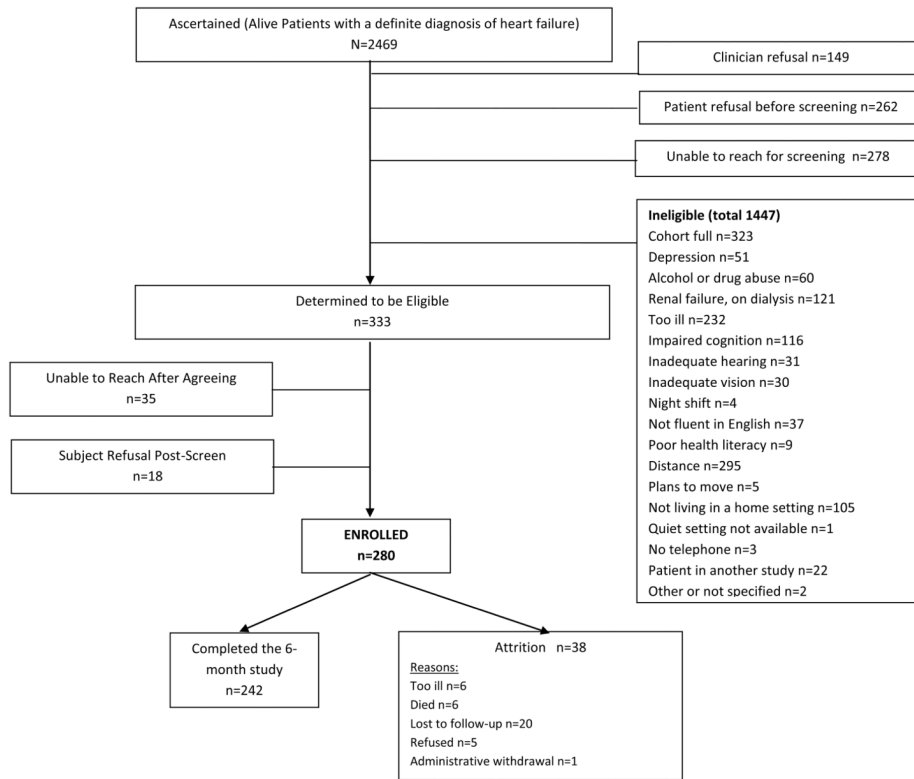 Ascertained (Alive Patients with a definite diagnosis of heart failure)
N=2469
Clinician refusal n=149
Patient refusal before screening n=262
Unable to reach for screening n=278
Ineligible (total 1447)
Cohort full n=323
Depression n=51
Alcohol or drug abuse n=60
Renal failure, on dialysis n=121
Too ill n=232
Impaired cognition n=116
Inadequate hearing n=31
Inadequate vision n=30
Night shift n=4
Not fluent in English n=37
Poor health literacy n=9
Distance n=295
Plans to move n=5
Not living in a home setting n=105
Quiet setting not available n=1
No telephone n=3
Patient in another study n=22
Other or not specified n=2
Determined to be Eligible
n=333
Unable to Reach After Agreeing
n=35
Subject Refusal Post-Screen
n=18
ENROLLED
n=280
Completed the 6-
month study
n=242
Attrition n=38
Reasons:
Too ill n=6
Died n=6
Lost to follow-up n=20
Refused n=5
Administrative withdrawal n=1